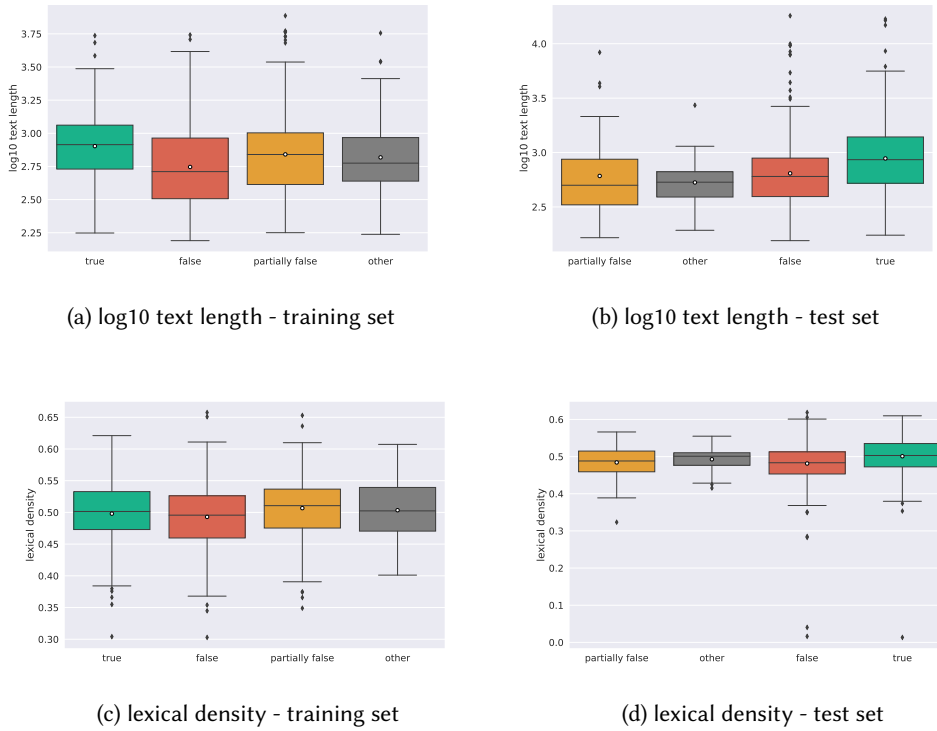 log10 text length
3.75
3.50
3.25
3.00
2.75
2.50
2.25
true false partially false other
(a) log10 text length - training set
log10 text length
4.0
3.5
3.0
2.5
partially false other false true
(b) log10 text length - test set
lexical density
0.65
0.60
0.55
0.50
0.45
0.40
0.35
0.30
true false partially false other
(c) lexical density - training set
lexical density
0.6
0.5
0.4
0.3
0.2
0.1
0.0
partially false other false true
(d) lexical density - test set